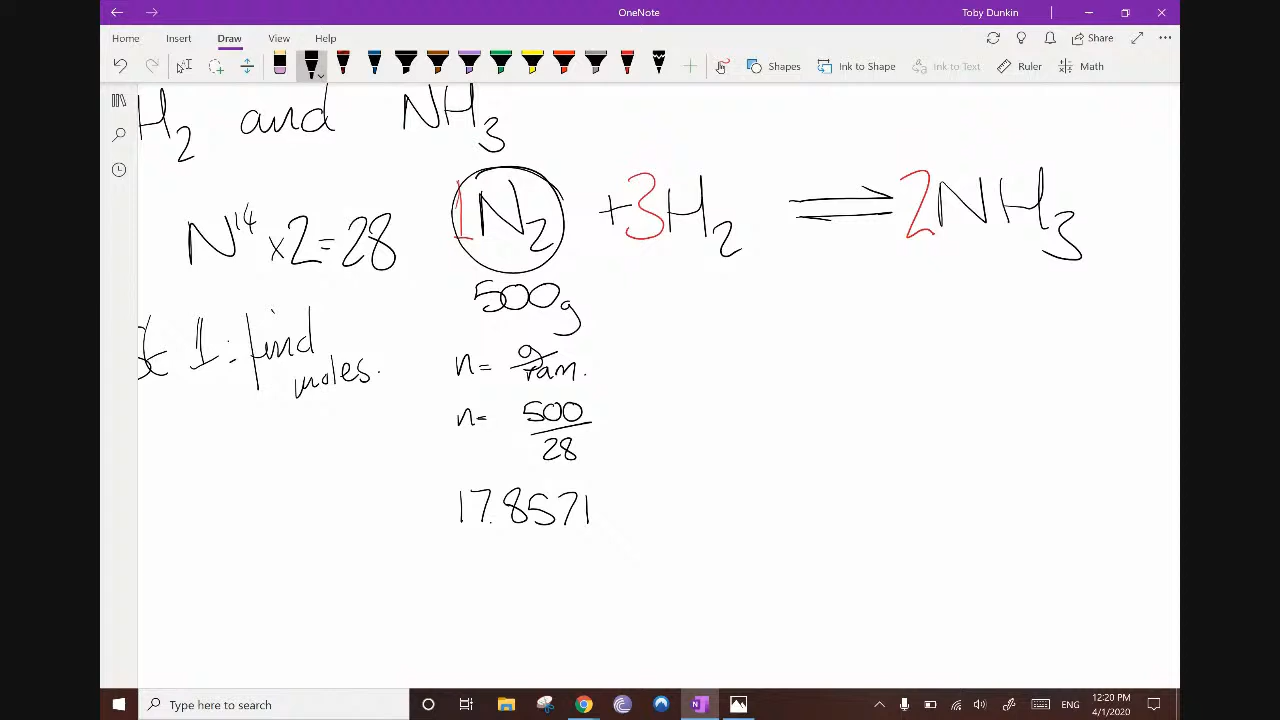 OneNote
Toby Dunkin
Home Insert Draw View Help
Share
Shapes Ink to Shape Ink to Text Ruler Math
H2 and NH3
N14 x 2 = 28
1N2 + 3H2 ⇌ 2NH3
500g
1: find
moles.
n= g/ram.
n= 500/28
17.8571
Type here to search
ENG
12:20 PM
4/1/2020